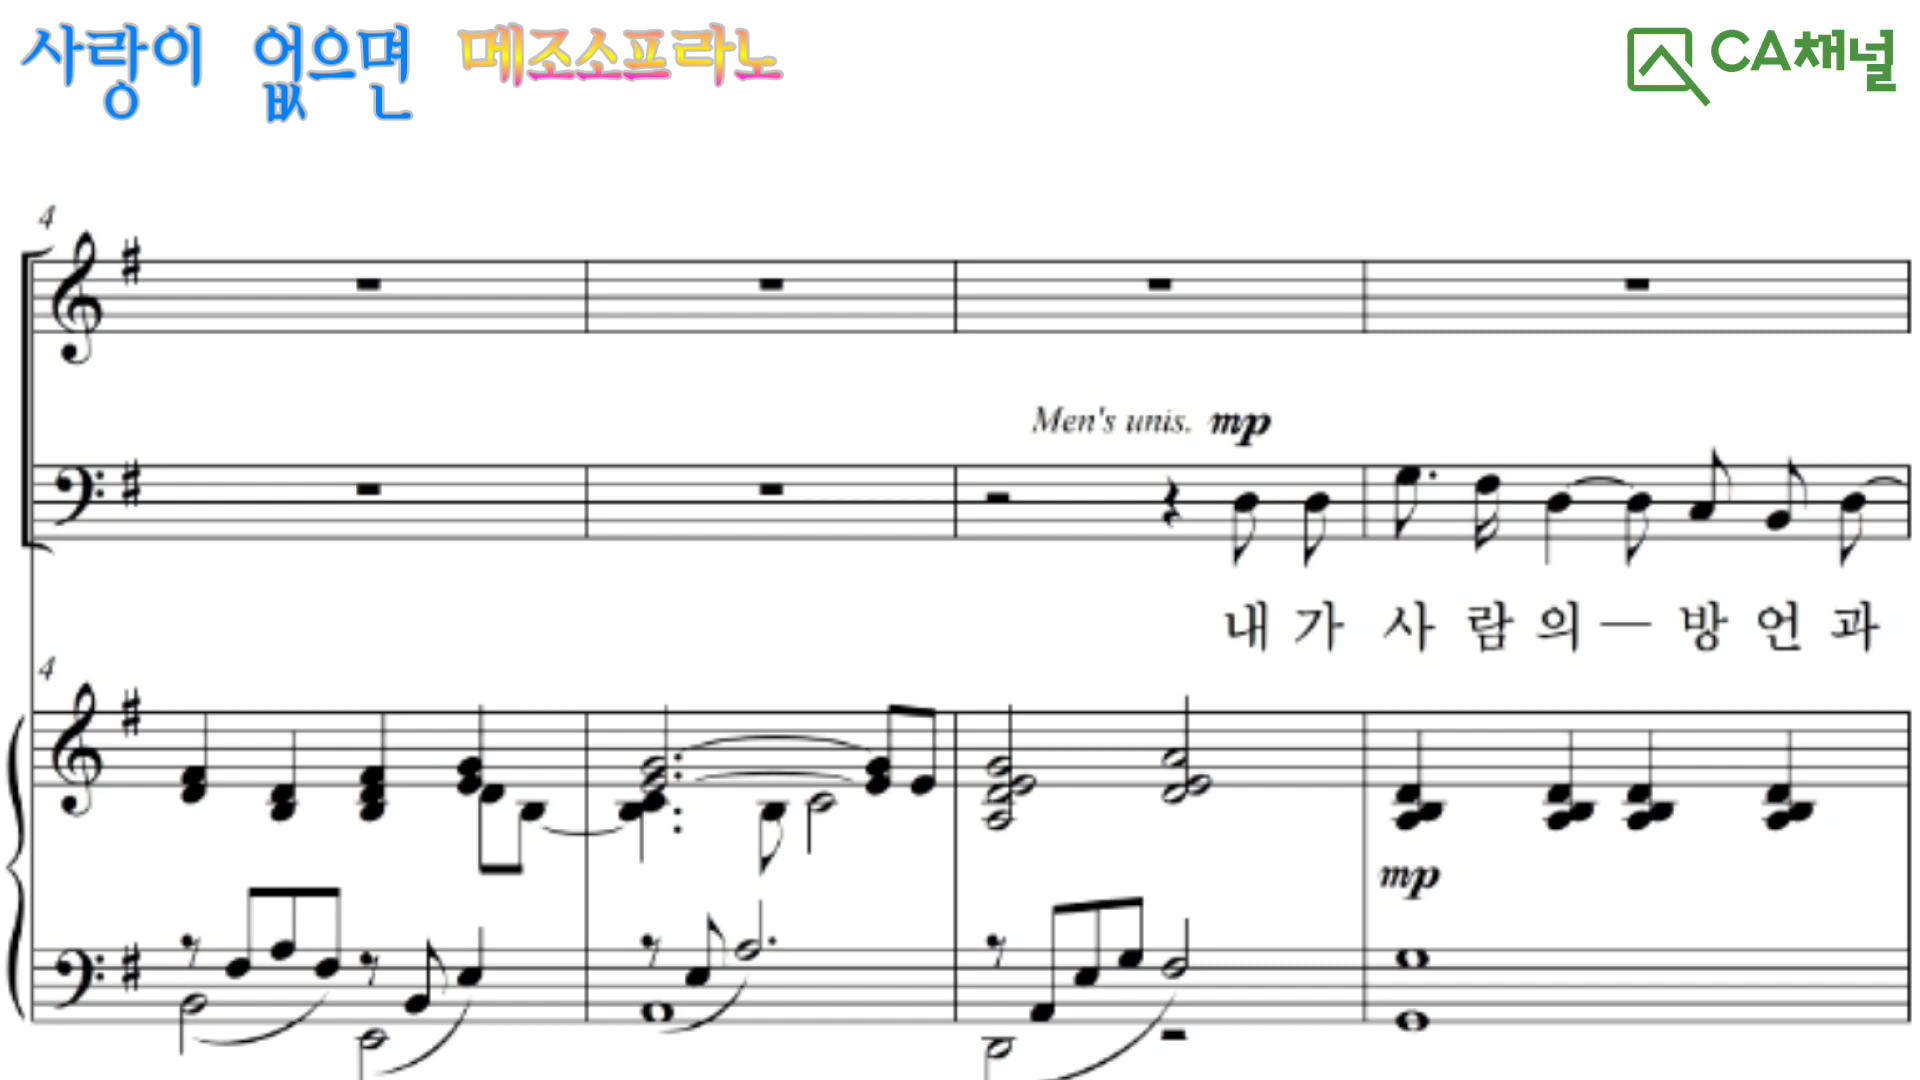 사랑이 없으면 메조소프라노
CA채널
4
Men's unis. mp
내 가 사 람 의 — 방 언 과
4
mp